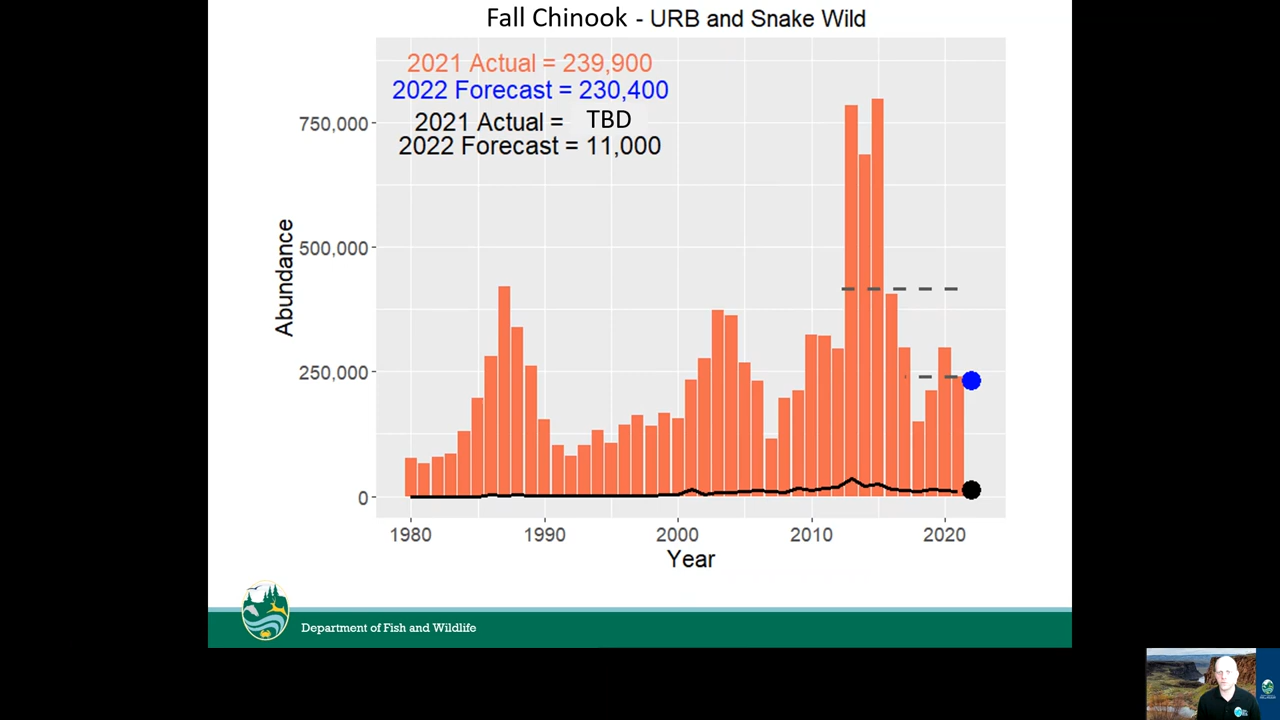 Fall Chinook - URB and Snake Wild
2021 Actual = 239,900
2022 Forecast = 230,400
2021 Actual = TBD
2022 Forecast = 11,000
750,000
500,000
250,000
0
Abundance
1980
1990
2000
2010
2020
Year
Department of Fish and Wildlife